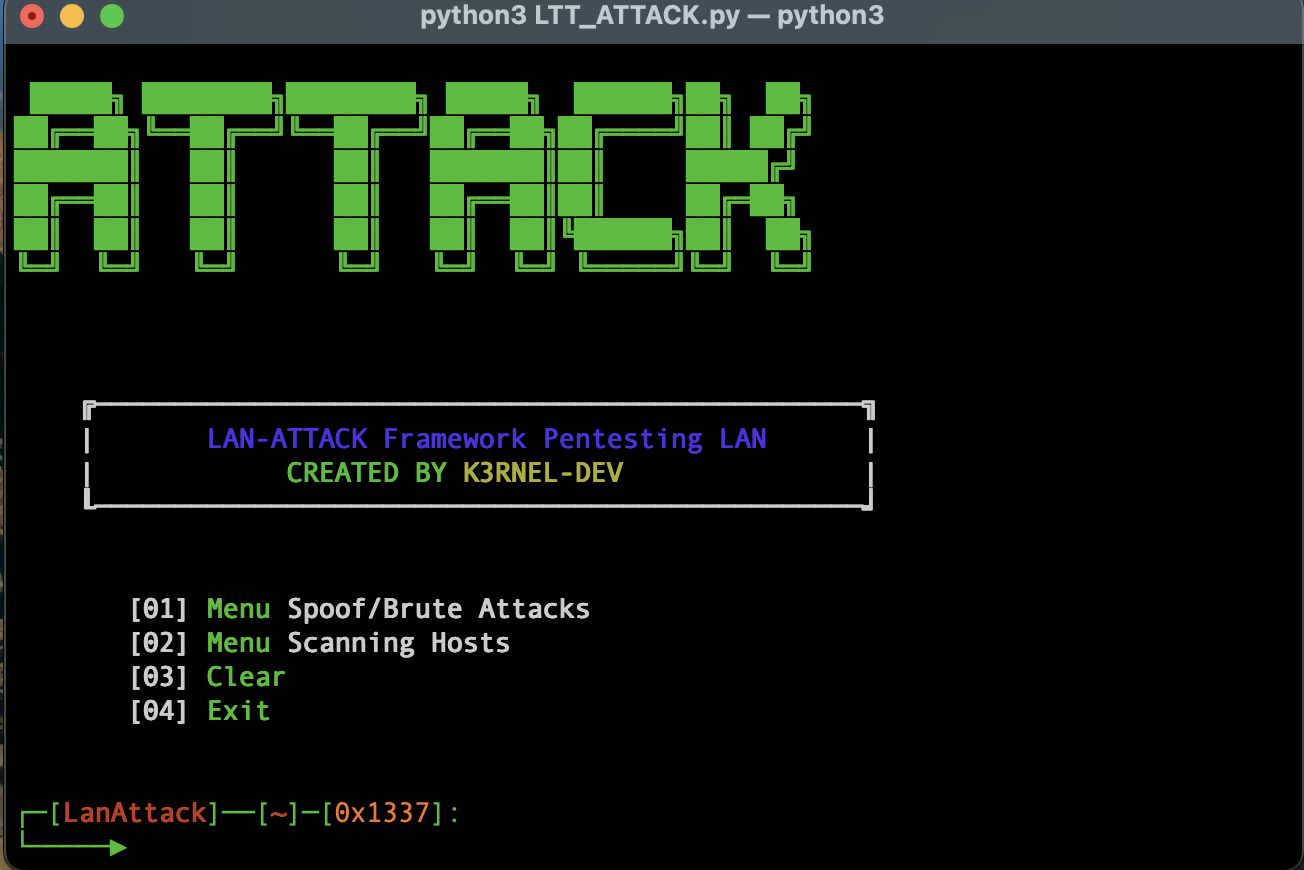 python3 LTT_ATTACK.py — python3
ATTACK
LAN-ATTACK Framework Pentesting LAN
CREATED BY K3RNEL-DEV
[01] Menu Spoof/Brute Attacks
[02] Menu Scanning Hosts
[03] Clear
[04] Exit
┌─[LanAttack]──[~]─[0x1337]:
└─────►